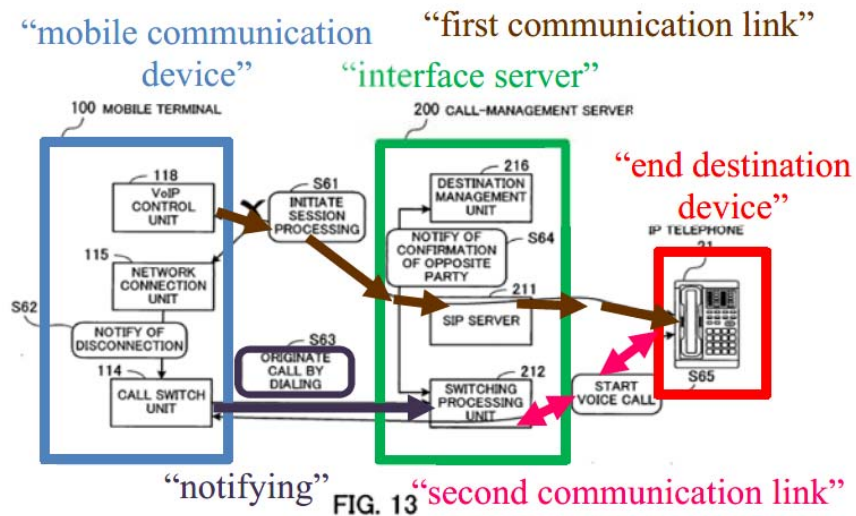 “mobile communication
device”
“first communication link”
“interface server”
100 MOBILE TERMINAL
200 CALL-MANAGEMENT SERVER
“end destination
device”
118
VoIP
CONTROL
UNIT
S61
INITIATE
SESSION
PROCESSING
216
DESTINATION
MANAGEMENT
UNIT
S64
NOTIFY OF
CONFIRMATION
OF OPPOSITE
PARTY
IP TELEPHONE
21
115
NETWORK
CONNECTION
UNIT
211
SIP SERVER
S62
NOTIFY OF
DISCONNECTION
S63
ORIGINATE
CALL BY
DIALING
114
CALL SWITCH
UNIT
212
SWITCHING
PROCESSING
UNIT
START
VOICE CALL
S65
“notifying”
FIG. 13
“second communication link”